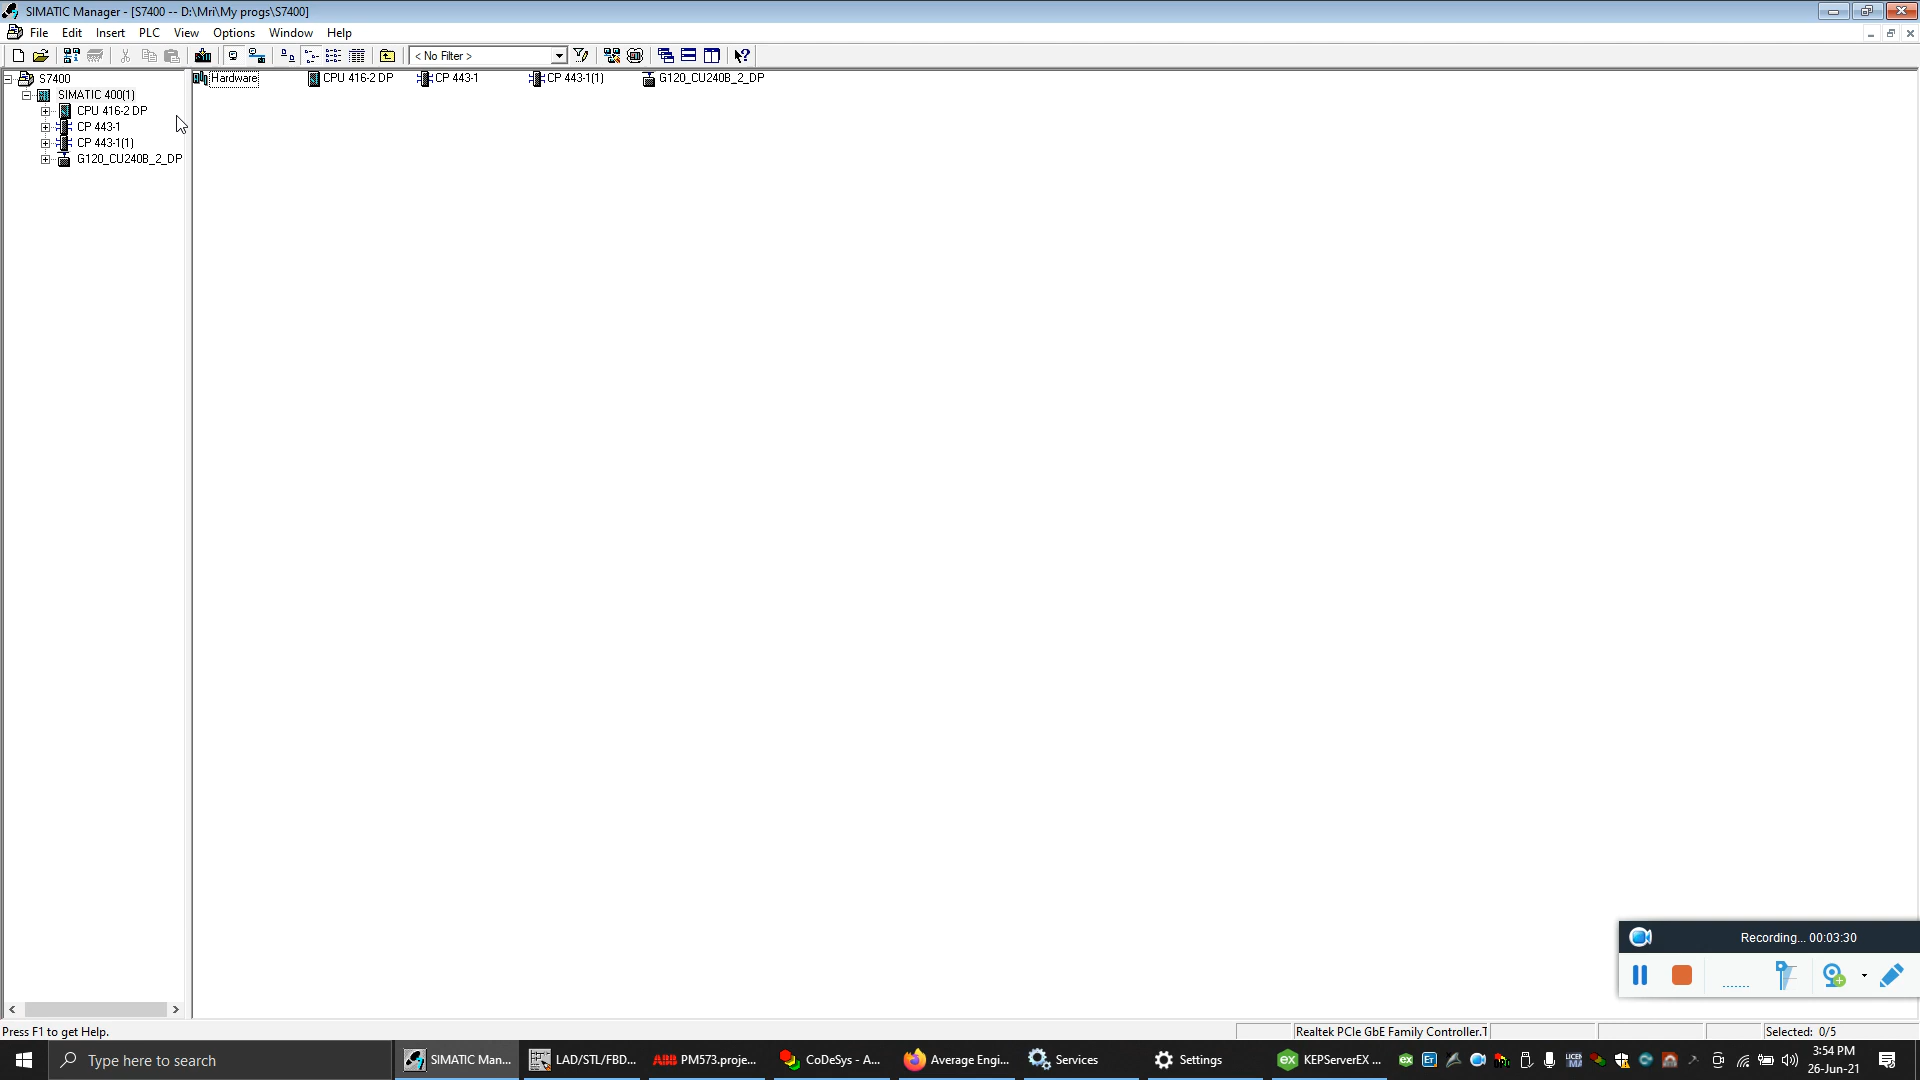 SIMATIC Manager - [S7400 -- D:\Mri\My progs\S7400]
File Edit Insert PLC View Options Window Help
< No Filter >
S7400
SIMATIC 400(1)
CPU 416-2 DP
CP 443-1
CP 443-1(1)
G120_CU240B_2_DP
Hardware CPU 416-2 DP CP 443-1 CP 443-1(1) G120_CU240B_2_DP
Recording... 00:03:30
Press F1 to get Help. Realtek PCIe GbE Family Controller.T Selected: 0/5
Type here to search SIMATIC Man... LAD/STL/FBD... PM573.proje... CoDeSys - A... Average Engi... Services Settings KEPServerEX ...
3:54 PM
26-Jun-21